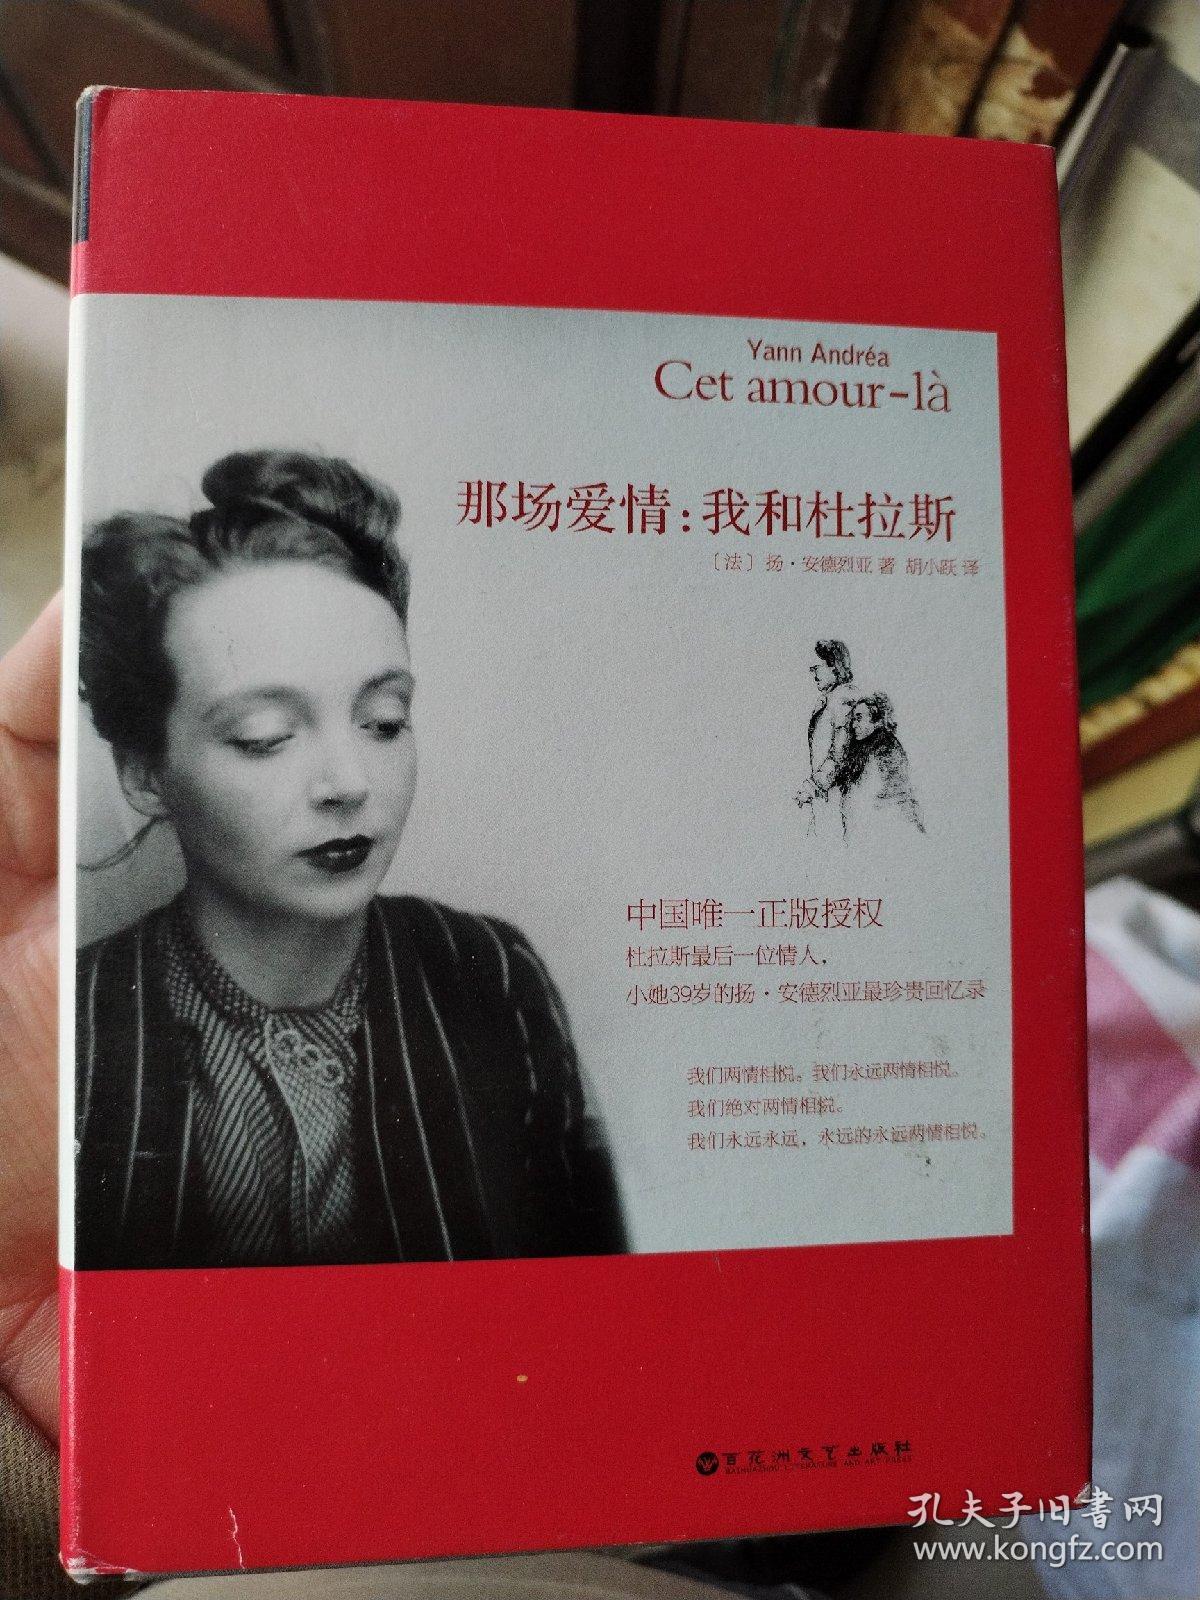 Yann Andréa
Cet amour-là
那场爱情：我和杜拉斯
〔法〕扬·安德烈亚 著 胡小跃 译
中国唯一正版授权
杜拉斯最后一位情人，
小她39岁的扬·安德烈亚最珍贵回忆录
我们两情相悦。我们永远两情相悦。
我们绝对两情相悦。
我们永远永远，永远的永远两情相悦。
百花洲文艺出版社
BAIHUAZHOU LITERATURE AND ART PRESS
孔夫子旧书网
www.kongfz.com